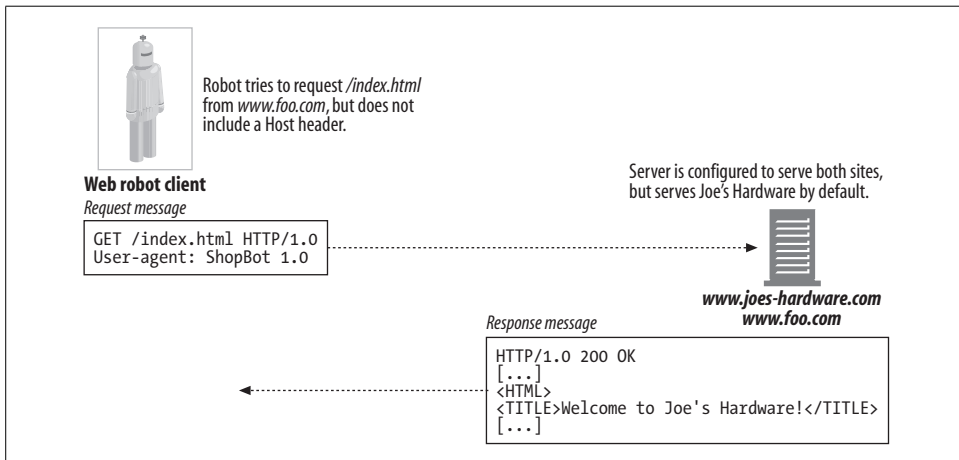 Robot tries to request /index.html
from www.foo.com, but does not
include a Host header.
Web robot client
Request message
GET /index.html HTTP/1.0
User-agent: ShopBot 1.0
Server is configured to serve both sites,
but serves Joe's Hardware by default.
www.joes-hardware.com
www.foo.com
Response message
HTTP/1.0 200 OK
[...]
<HTML>
<TITLE>Welcome to Joe's Hardware!</TITLE>
[...]